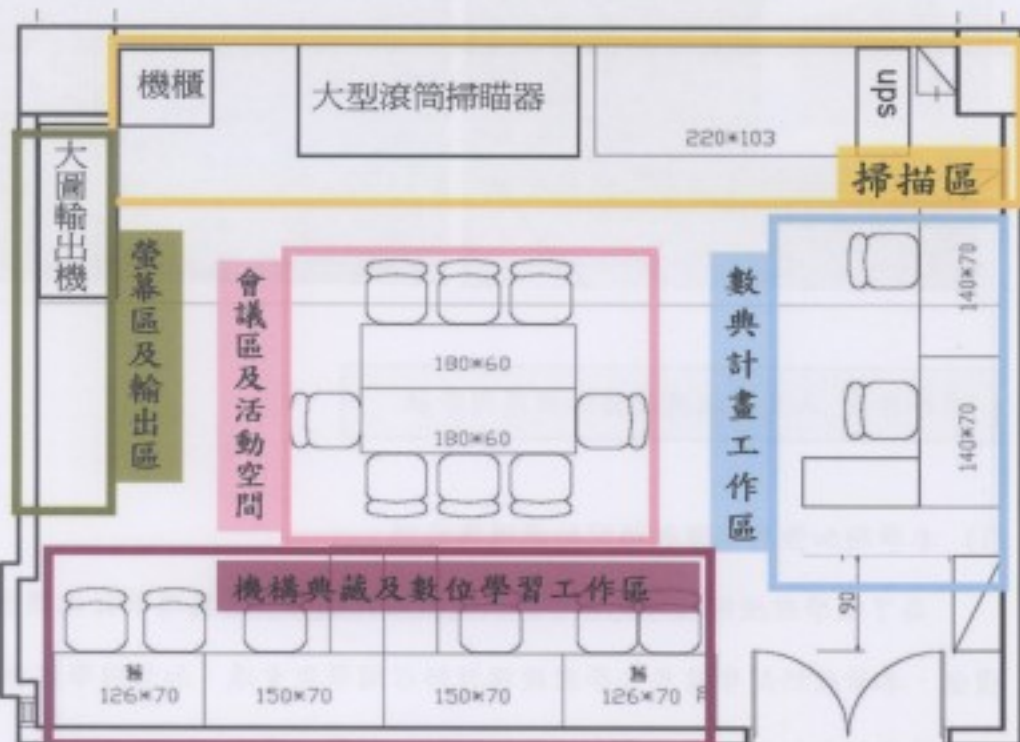 機櫃
大型滾筒掃瞄器
220*103
ups
掃描區
大圖輸出機
螢幕區及輸出區
會議區及活動空間
180*60
180*60
數典計畫工作區
140*70
140*70
90
機構典藏及數位學習工作區
126*70
150*70
150*70
126*70